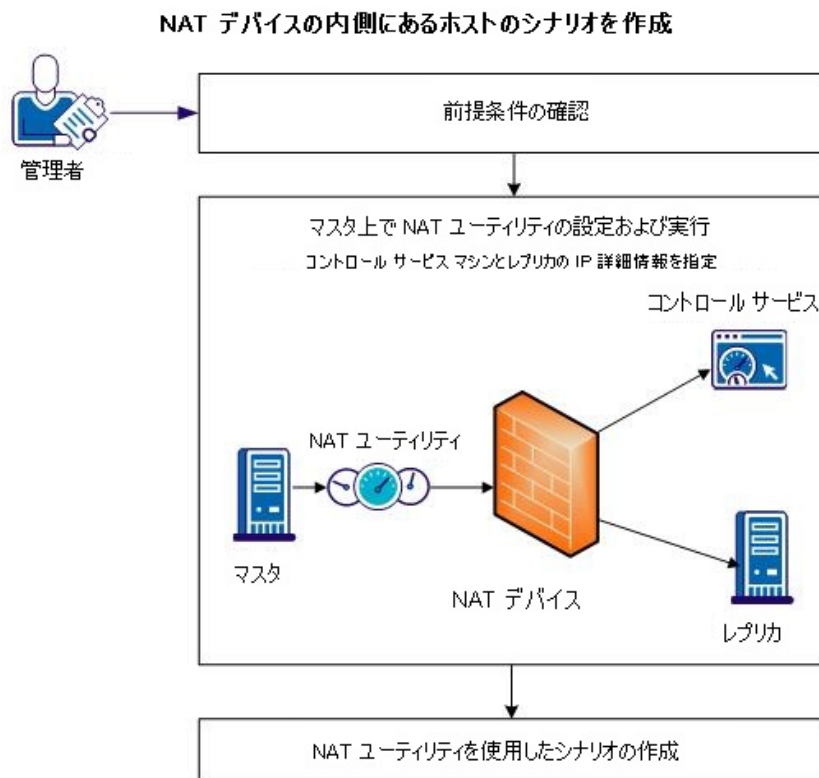 NAT デバイスの内側にあるホストのシナリオを作成
前提条件の確認
管理者
マスタ上で NAT ユーティリティの設定および実行
コントロール サービス マシンとレプリカの IP 詳細情報を指定
コントロール サービス
NAT ユーティリティ
マスタ
NAT デバイス
レプリカ
NAT ユーティリティを使用したシナリオの作成